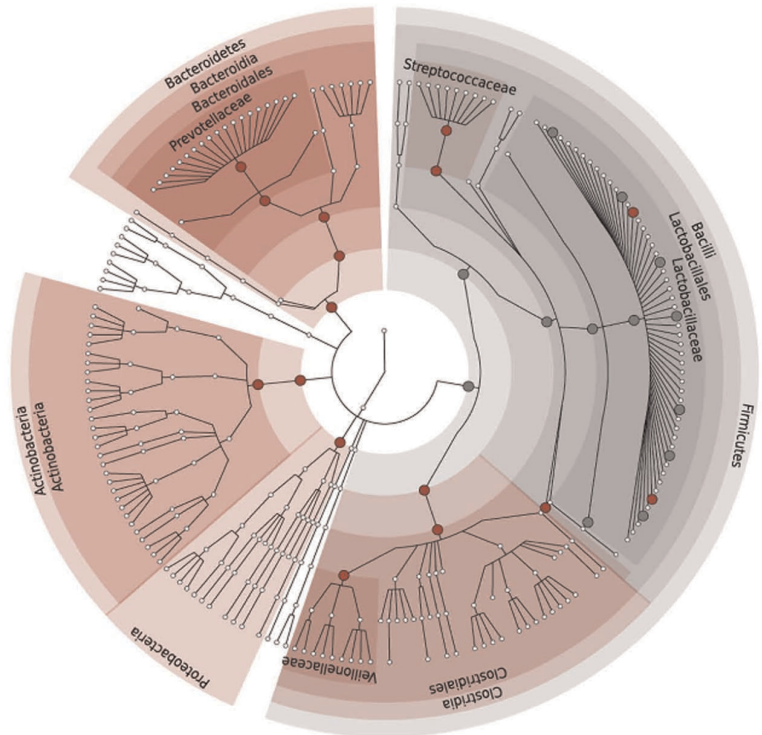 Bacteroidetes
Bacteroidia
Bacteroidales
Prevotellaceae
Streptococcaceae
Bacilli
Lactobacillales
Lactobacillaceae
Firmicutes
Actinobacteria
Actinobacteria
Proteobacteria
Veillonellaceae
Clostridiales
Clostridia